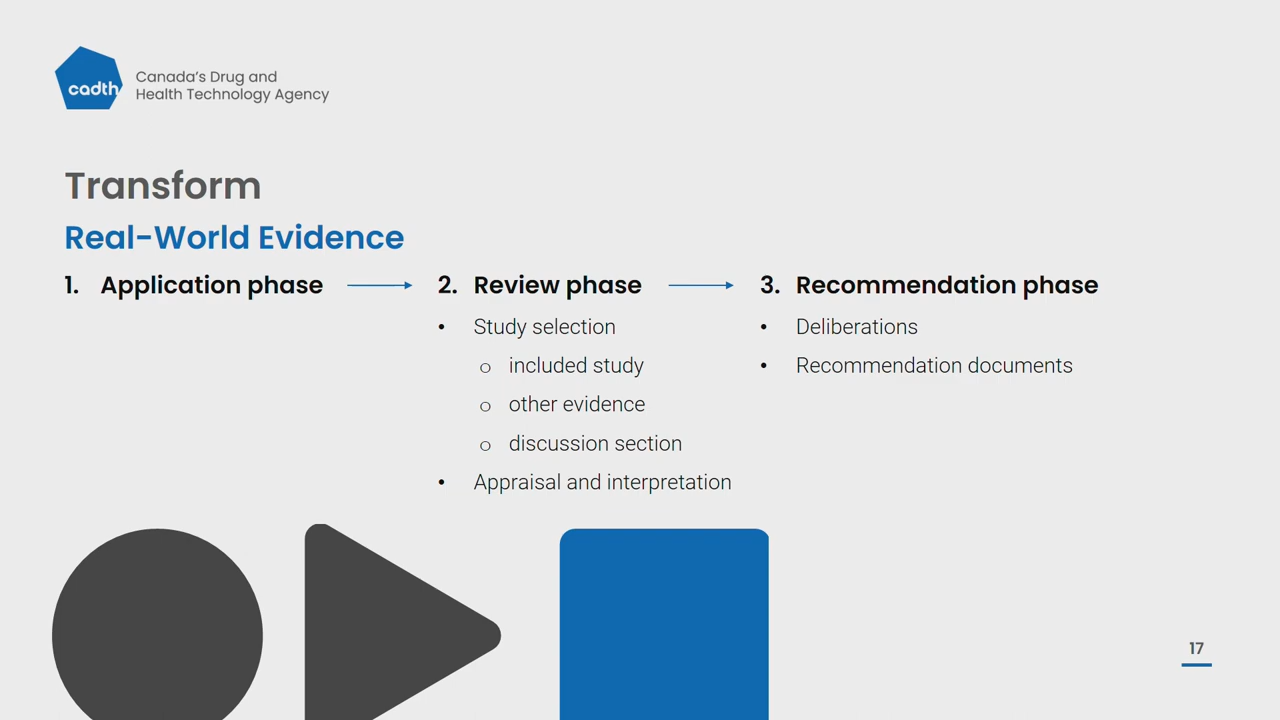 cadth
Canada's Drug and
Health Technology Agency
Transform
Real-World Evidence
1. Application phase
2. Review phase
• Study selection
o included study
o other evidence
o discussion section
• Appraisal and interpretation
3. Recommendation phase
• Deliberations
• Recommendation documents
17